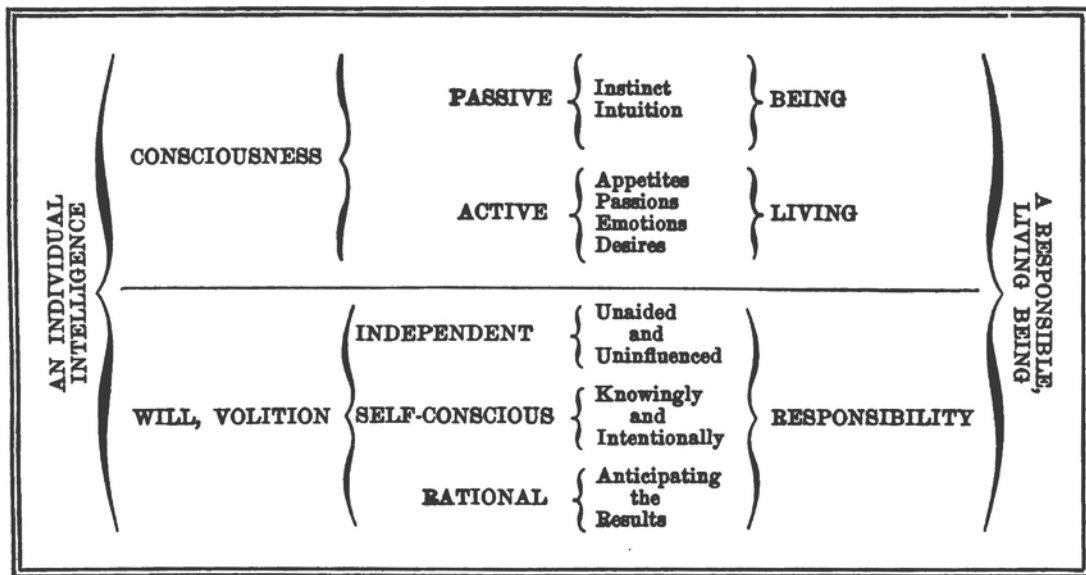 AN INDIVIDUAL
INTELLIGENCE
CONSCIOUSNESS
PASSIVE
Instinct
Intuition
BEING
ACTIVE
Appetites
Passions
Emotions
Desires
LIVING
WILL, VOLITION
INDEPENDENT
Unaided
and
Uninfluenced
SELF-CONSCIOUS
Knowingly
and
Intentionally
RATIONAL
Anticipating
the
Results
RESPONSIBILITY
A RESPONSIBLE,
LIVING BEING